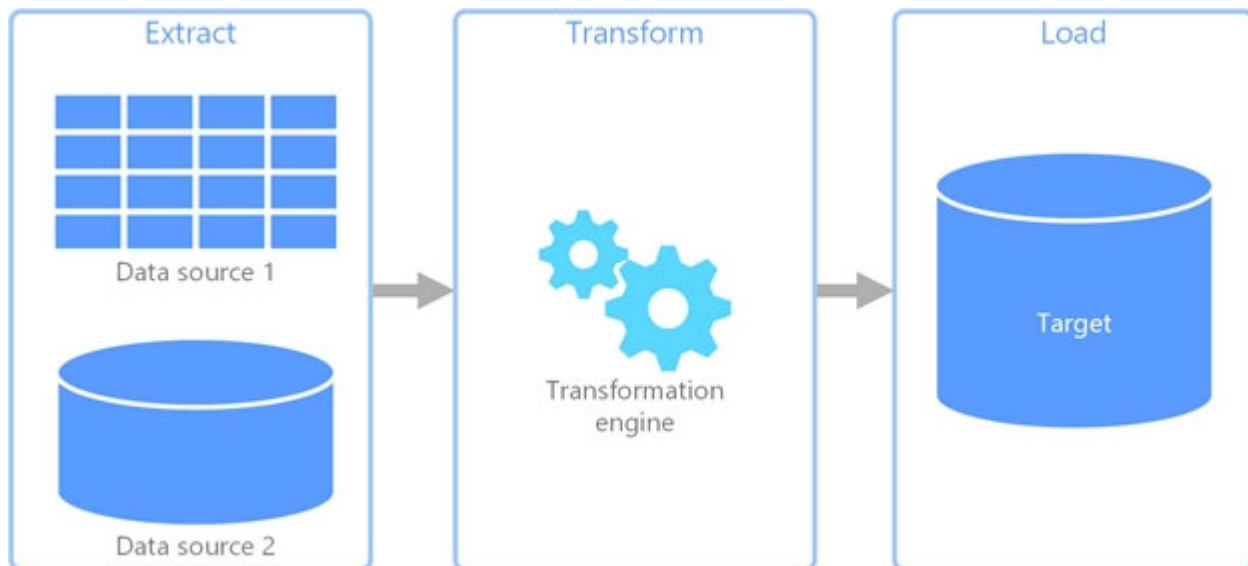 Extract
Data source 1
Data source 2
Transform
Transformation
engine
Load
Target